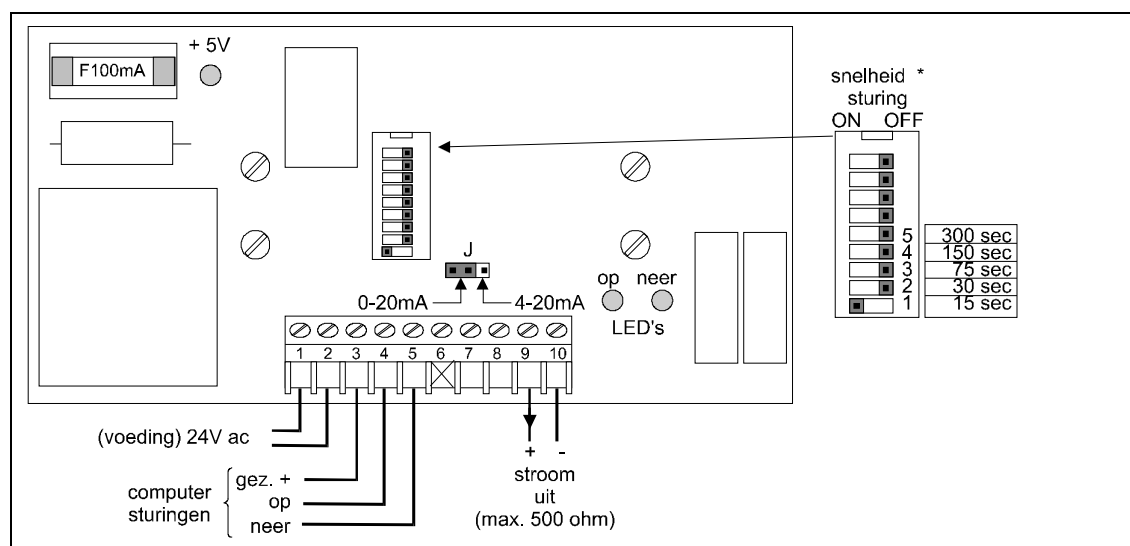 + 5V
F100mA
snelheid *
sturing
ON OFF
J
0-20mA
4-20mA
op neer
LED's
5 300 sec
4 150 sec
3 75 sec
2 30 sec
1 15 sec
1 2 3 4 5 6 7 8 9 10
(voeding) 24V ac
computer
sturingen
gez. +
op
neer
+ -
stroom
uit
(max. 500 ohm)